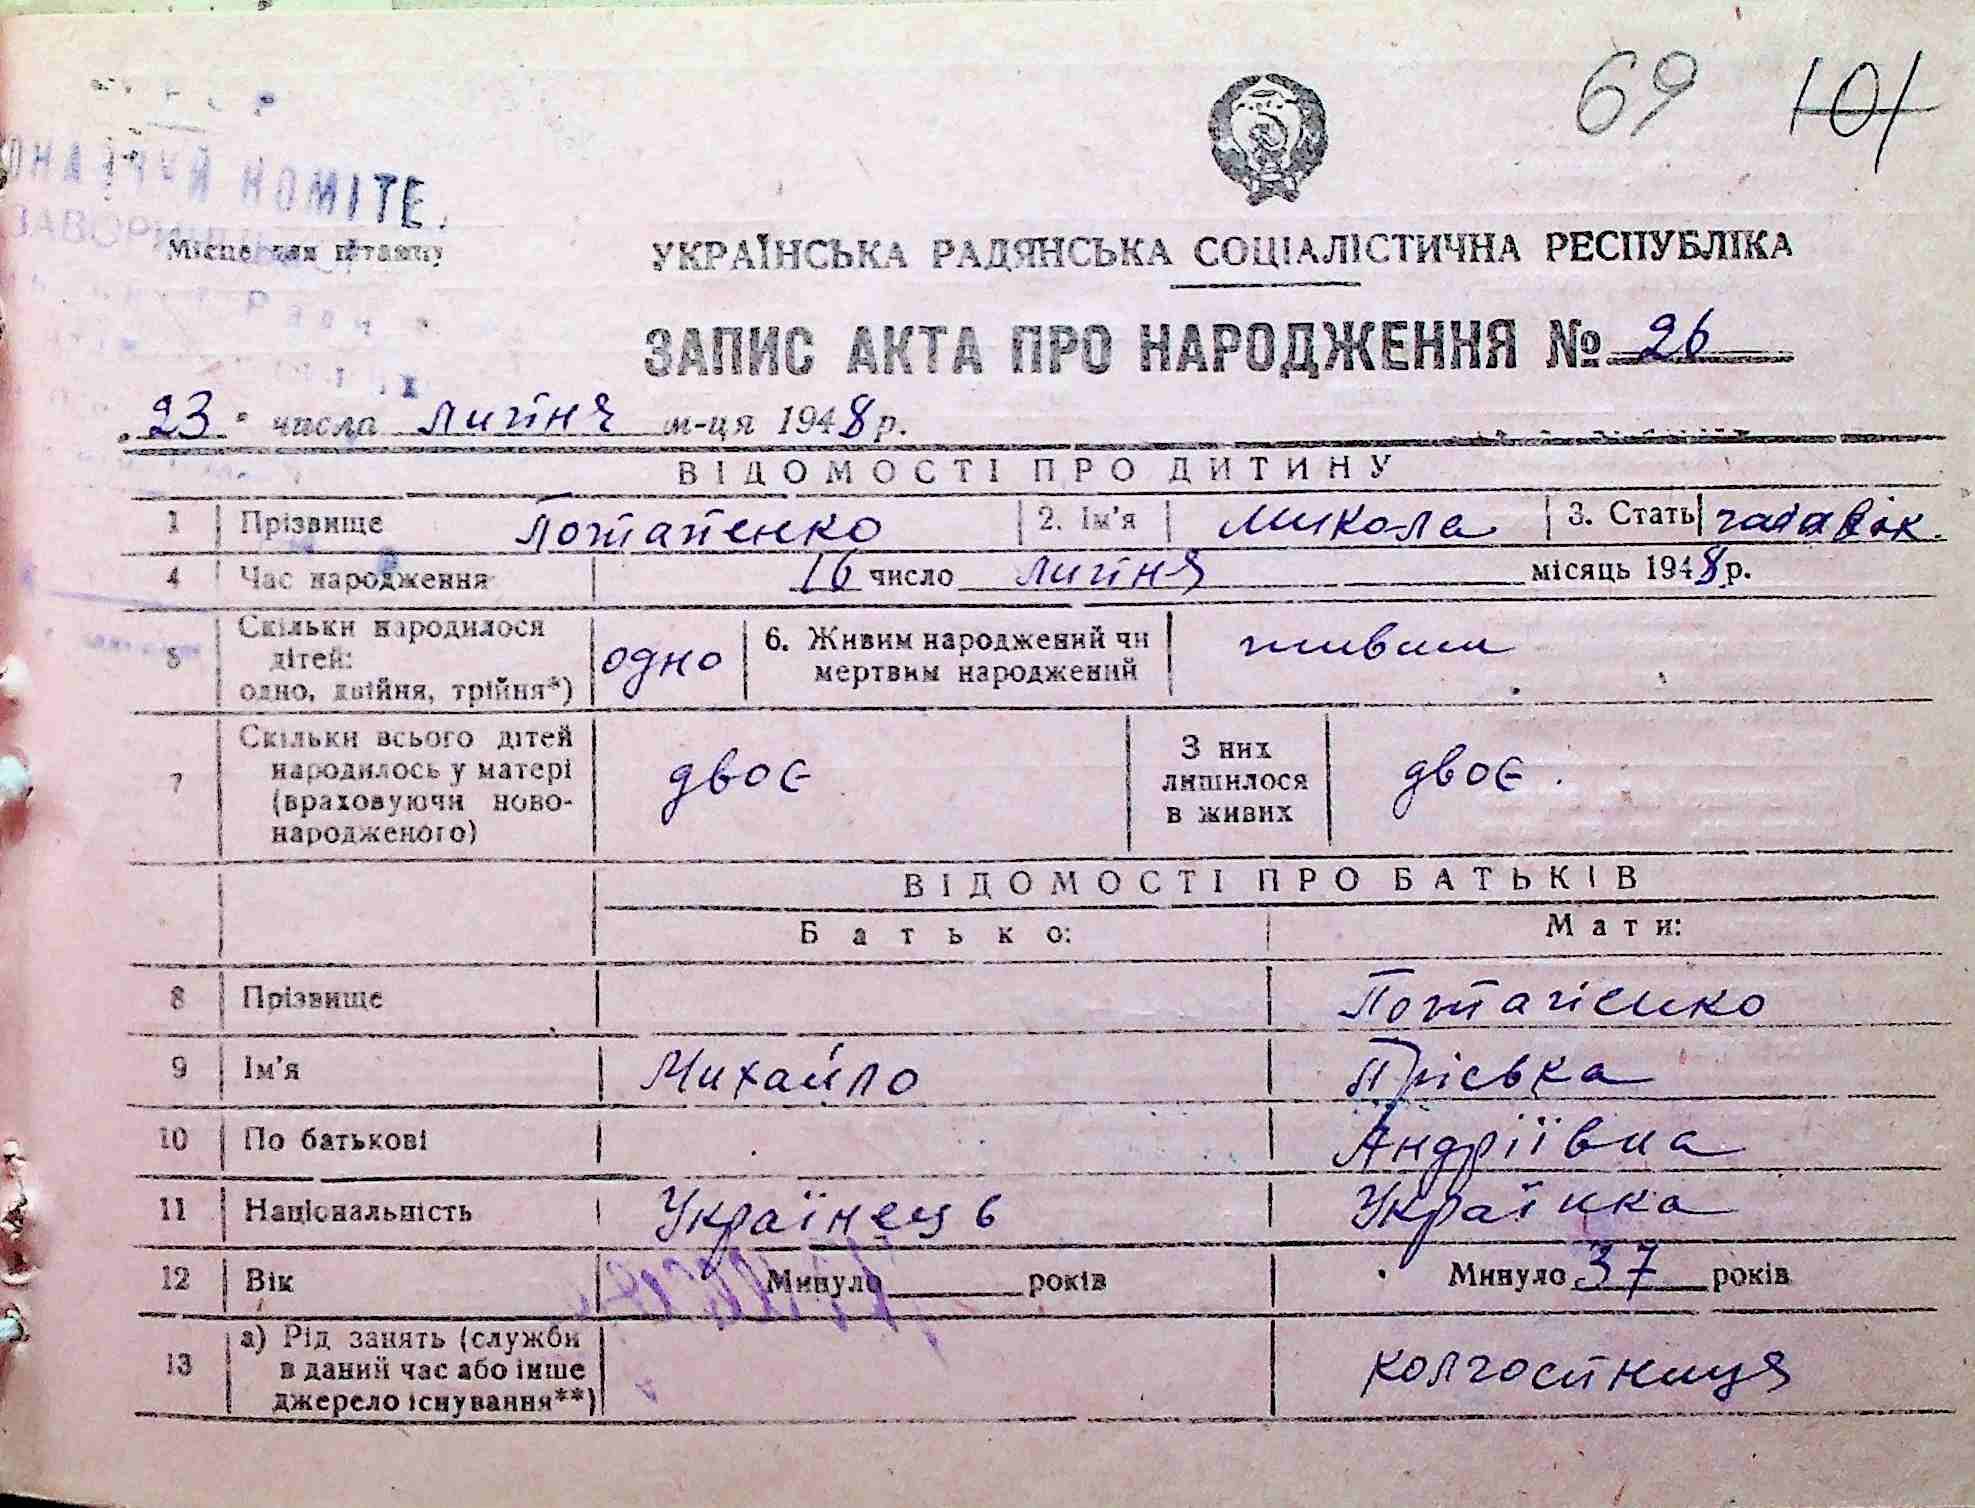 69 101
НОМІТЕ
Місце для штампу
УКРАЇНСЬКА РАДЯНСЬКА СОЦІАЛІСТИЧНА РЕСПУБЛІКА
ЗАПИС АКТА ПРО НАРОДЖЕННЯ № 26
"23" числа липня м-ця 1948 р.
ВІДОМОСТІ ПРО ДИТИНУ
1 Прізвище Потапенко 2. Ім'я Микола 3. Стать чоловік.
4 Час народження 16 число липня місяць 1948 р.
5 Скільки народилося дітей: одно, двійня, трійня*) одно 6. Живим народжений чи мертвим народжений живим
7 Скільки всього дітей народилось у матері (враховуючи новонародженого) двоє З них лишилося в живих двоє.
ВІДОМОСТІ ПРО БАТЬКІВ
Батько: Мати:
8 Прізвище Потапенко
9 Ім'я Михайло Пріська
10 По батькові Андріївна
11 Національність Українець Українка
12 Вік Минуло років Минуло 37 років
13 а) Рід занять (служби в даний час або інше джерело існування**) колгоспниця